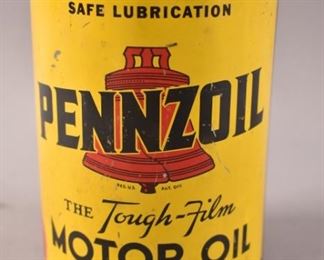 SAFE LUBRICATION
PENNZOIL
REG. U.S. PAT. OFF.
THE Tough-Film
MOTOR OIL